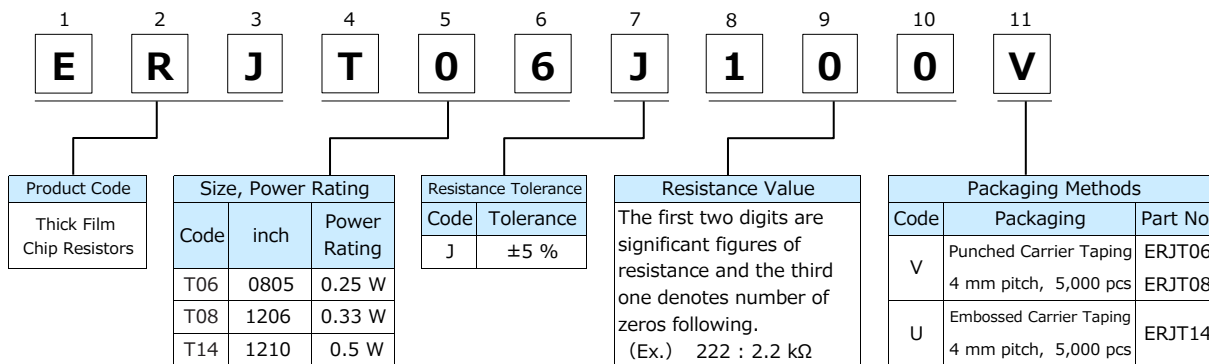 1 2 3 4 5 6 7 8 9 10 11
E R J T 0 6 J 1 0 0 V
Product Code
Thick Film
Chip Resistors
Size, Power Rating
Code inch Power Rating
T06 0805 0.25 W
T08 1206 0.33 W
T14 1210 0.5 W
Resistance Tolerance
Code Tolerance
J ±5 %
Resistance Value
The first two digits are
significant figures of
resistance and the third
one denotes number of
zeros following.
(Ex.) 222 : 2.2 kΩ
Packaging Methods
Code Packaging Part No
V Punched Carrier Taping ERJT06
4 mm pitch, 5,000 pcs ERJT08
U Embossed Carrier Taping ERJT14
4 mm pitch, 5,000 pcs